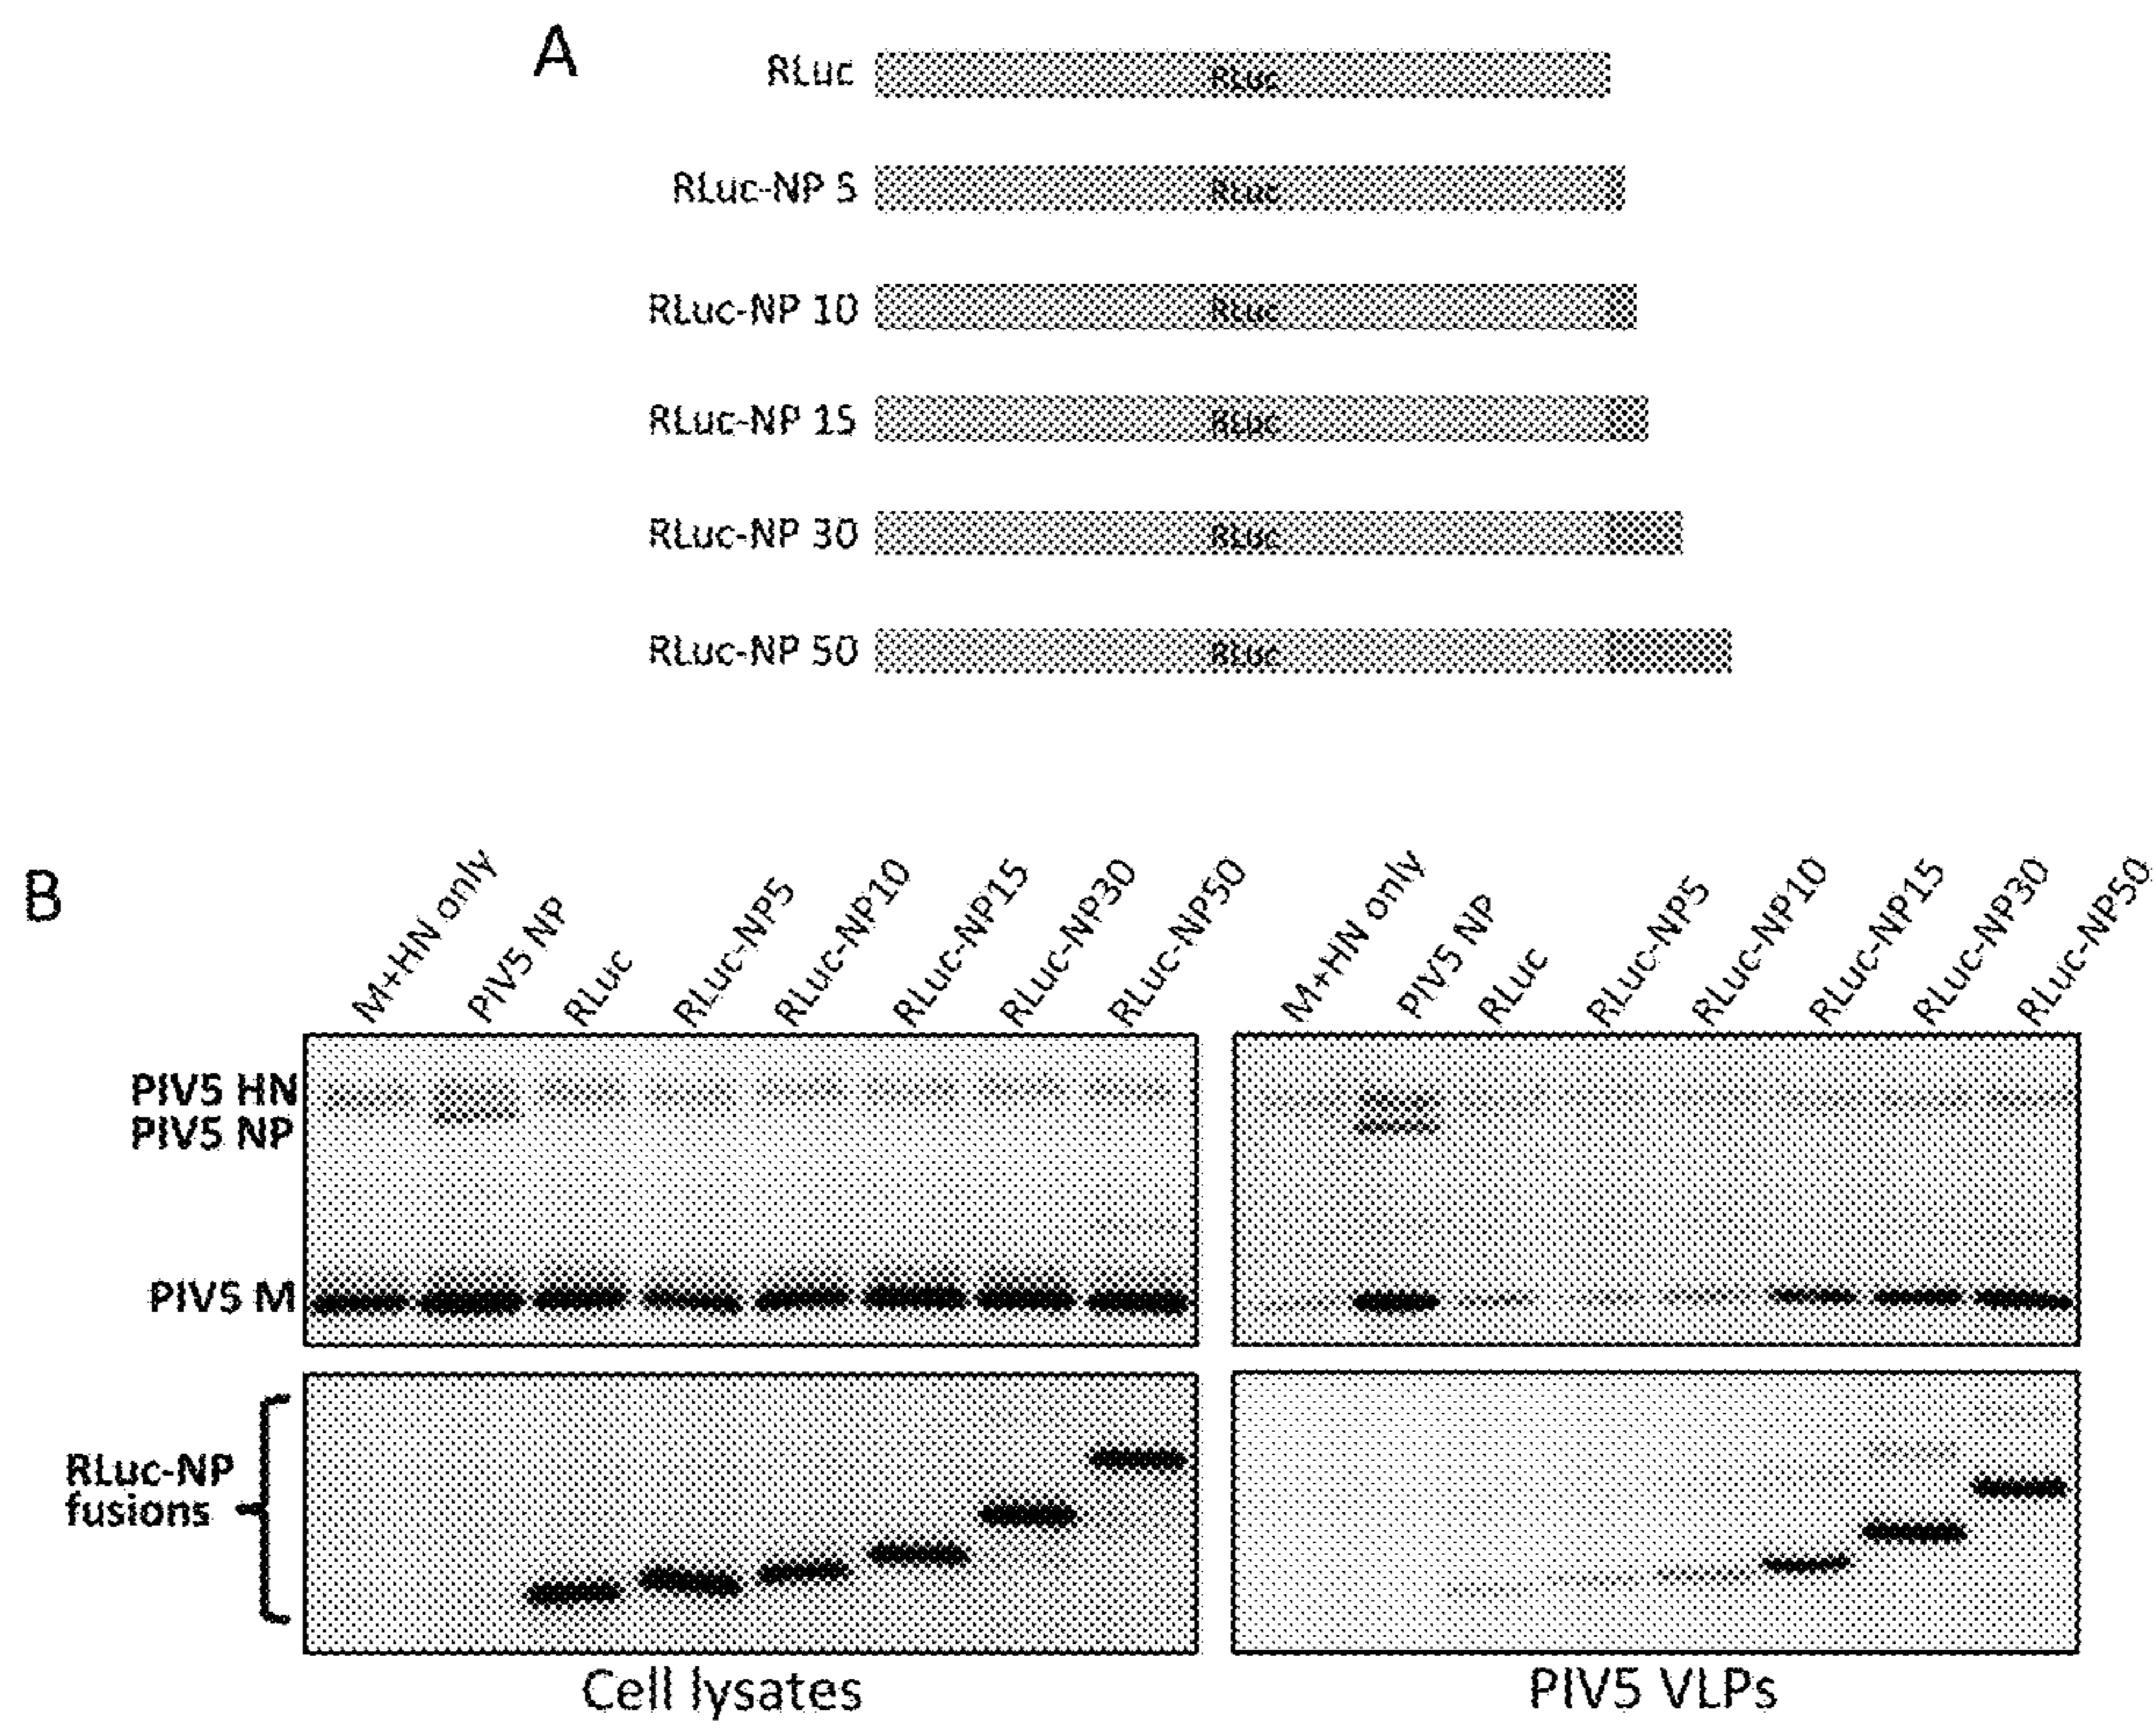 A
RLuc
RLuc
RLuc-NP 5
RLuc
RLuc-NP 10
RLuc
RLuc-NP 15
RLuc
RLuc-NP 30
RLuc
RLuc-NP 50
RLuc
B
M+HN only
PIV5 NP
RLuc
RLuc-NP5
RLuc-NP10
RLuc-NP15
RLuc-NP30
RLuc-NP50
M+HN only
PIV5 NP
RLuc
RLuc-NP5
RLuc-NP10
RLuc-NP15
RLuc-NP30
RLuc-NP50
PIV5 HN
PIV5 NP
PIV5 M
RLuc-NP
fusions
Cell lysates
PIV5 VLPs